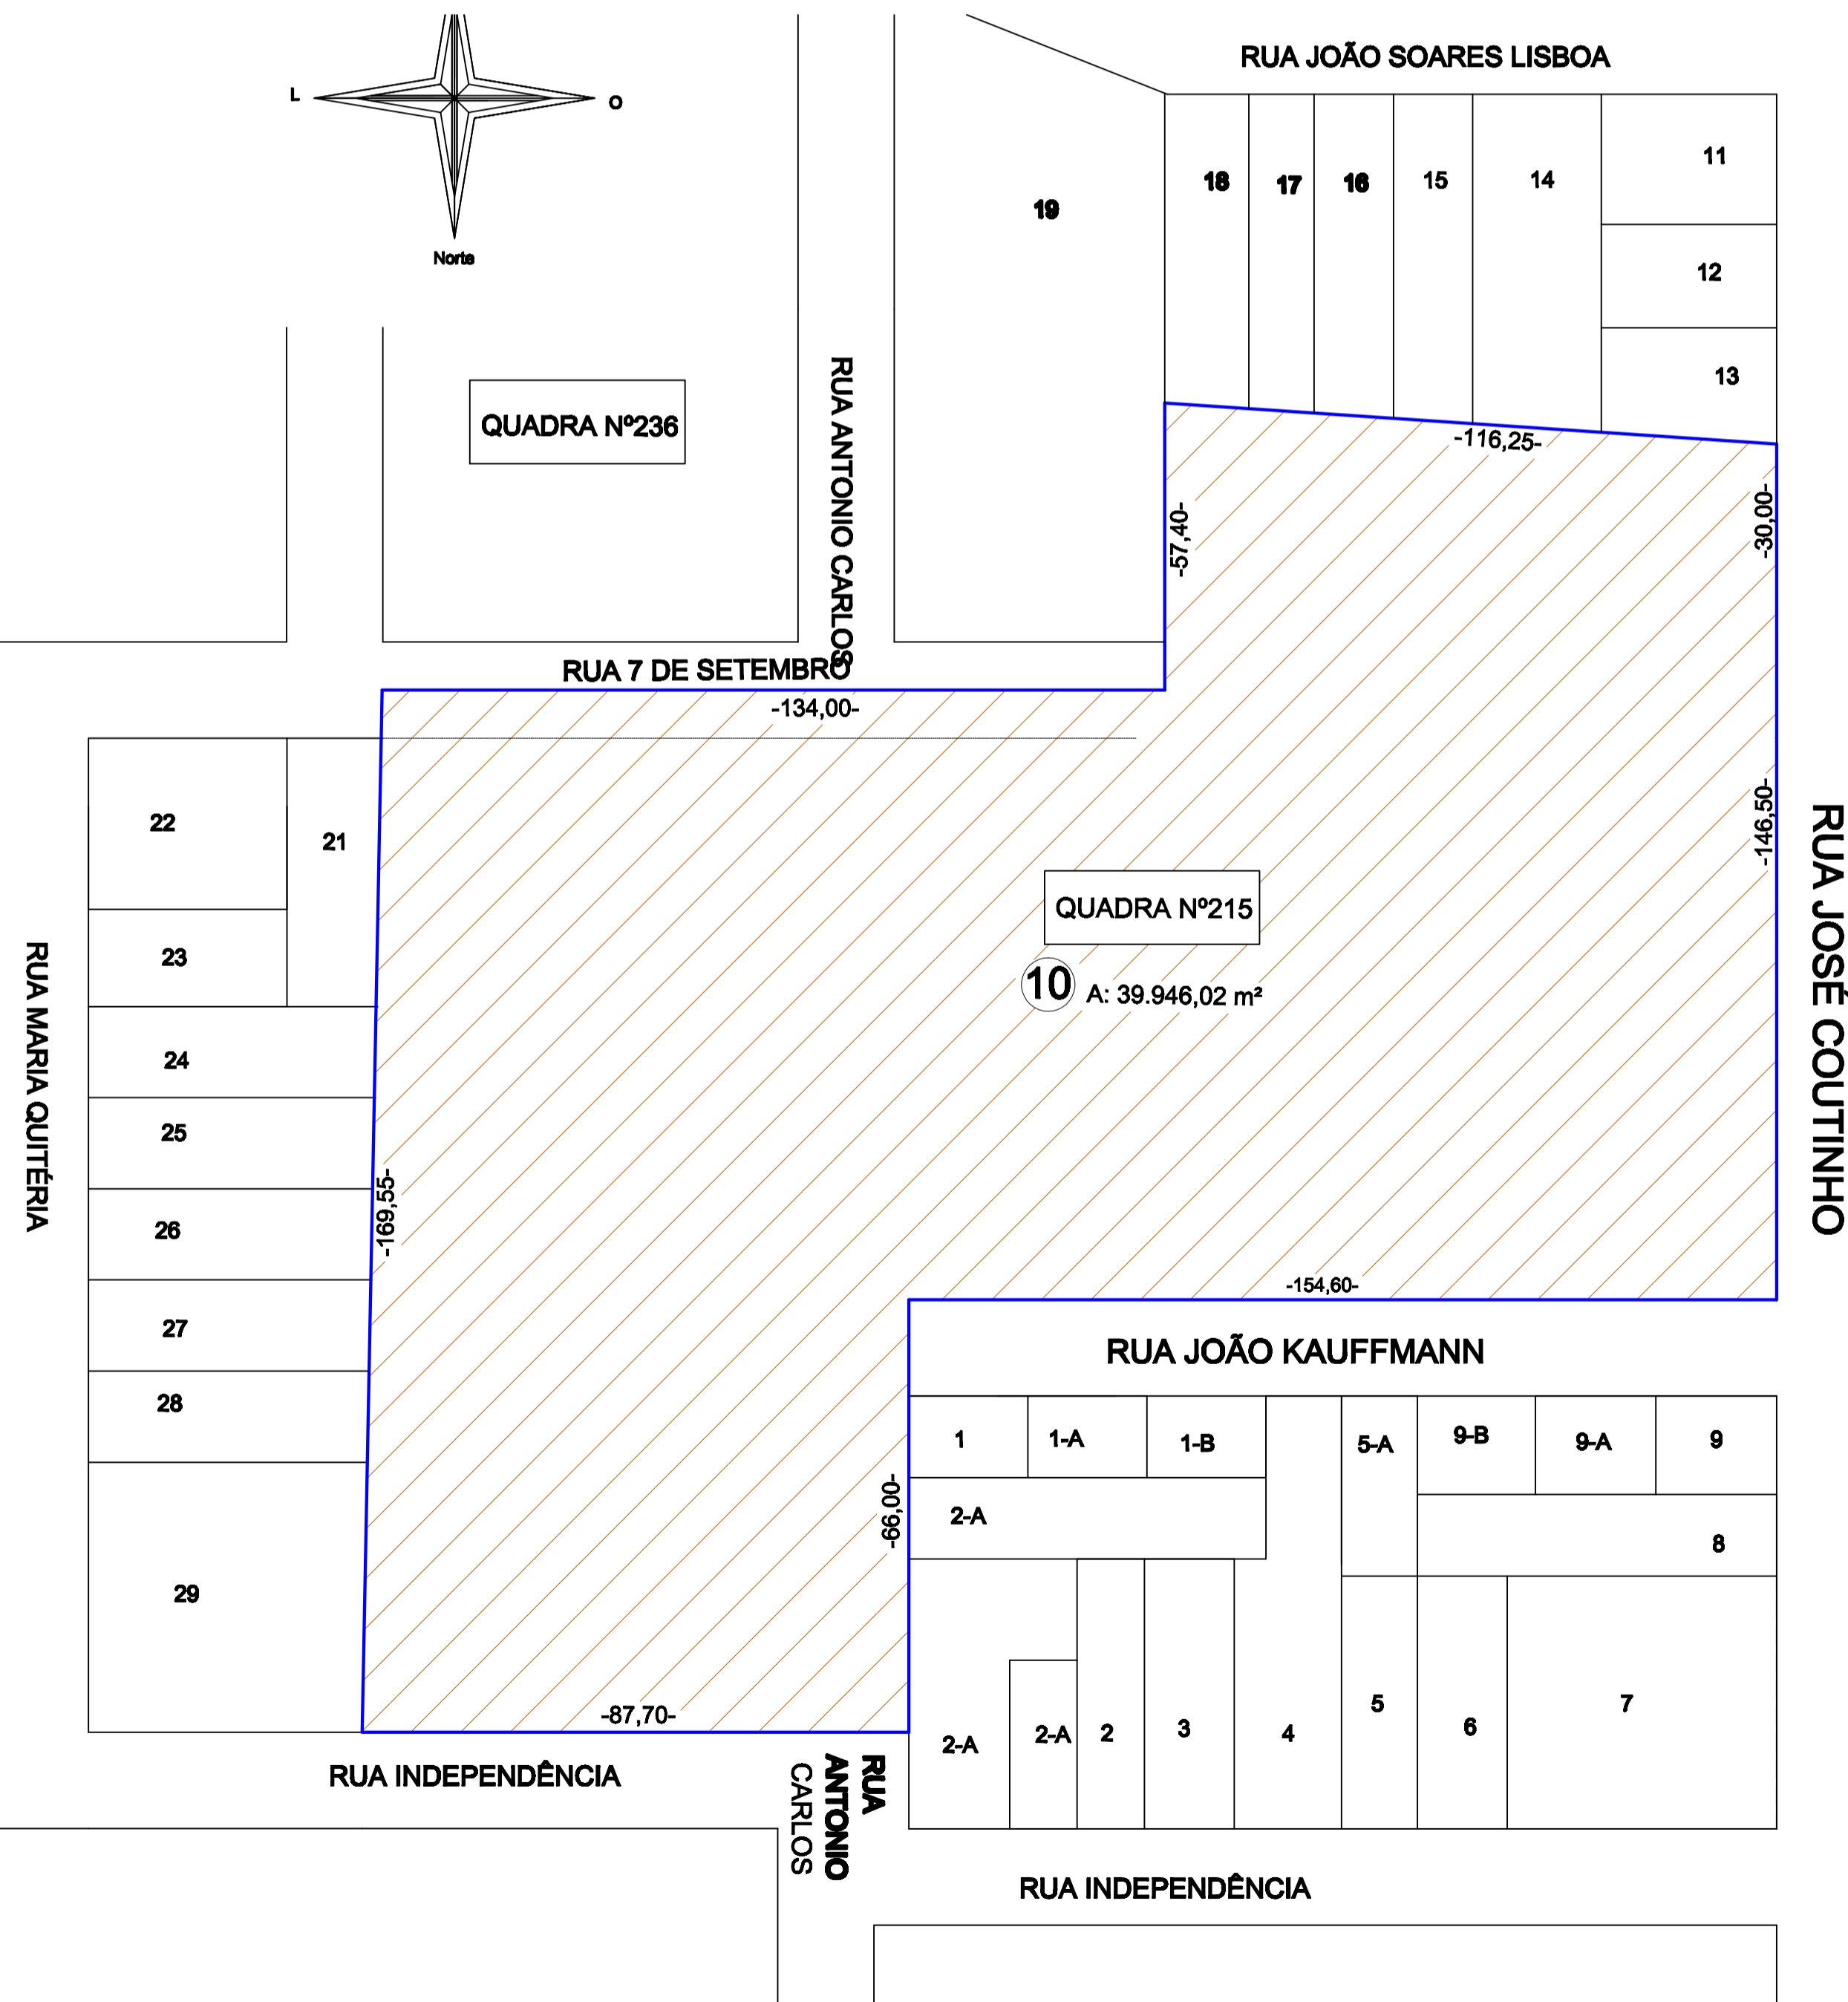 RUA JOÃO SOARES LISBOA
L
O
Norte
11
18
17
16
15
14
19
12
13
QUADRA Nº236
RUA ANTONIO CARLOS
-116,25-
-57,40-
-30,00-
RUA 7 DE SETEMBRO
-134,00-
22
21
-146,50-
RUA JOSÉ COUTINHO
QUADRA Nº215
23
10
A: 39.946,02 m²
RUA MARIA QUITÉRIA
24
25
-169,55-
26
-154,60-
27
RUA JOÃO KAUFFMANN
28
1
1-A
1-B
5-A
9-B
9-A
9
-66,00-
2-A
8
29
-87,70-
2-A
2-A
2
3
4
5
6
7
RUA INDEPENDÊNCIA
RUA
ANTONIO
CARLOS
RUA INDEPENDÊNCIA